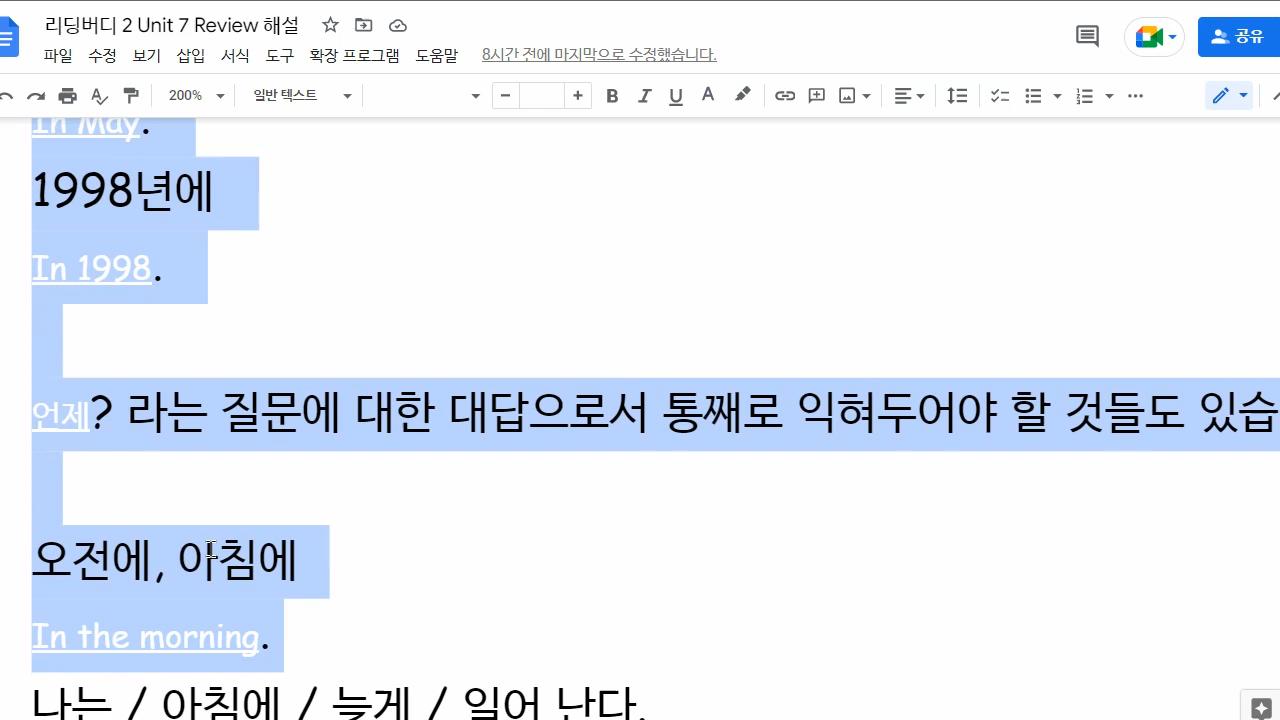 리딩버디 2 Unit 7 Review 해설
파일 수정 보기 삽입 서식 도구 확장 프로그램 도움말 8시간 전에 마지막으로 수정했습니다.
공유
200% 일반 텍스트 B I U A
In May.
1998년에
In 1998.
언제? 라는 질문에 대한 대답으로서 통째로 익혀두어야 할 것들도 있습
오전에, 아침에
In the morning.
나는 / 아침에 / 늦게 / 일어 난다.